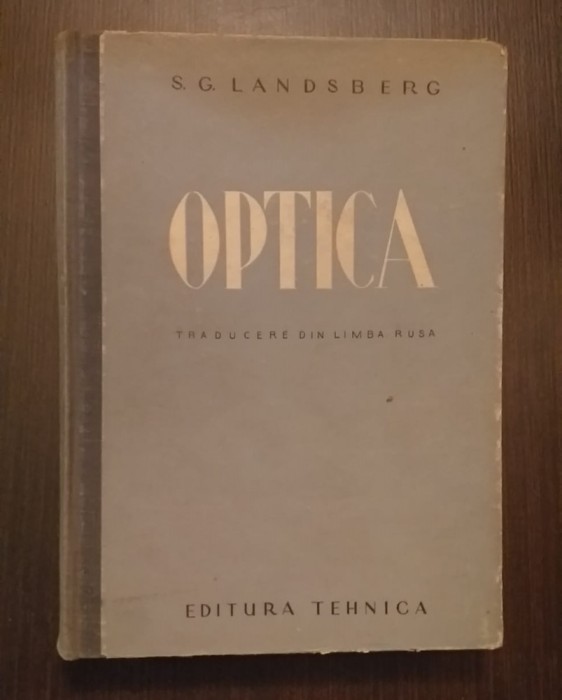 S. G. LANDSBERG
OPTICA
TRADUCERE DIN LIMBA RUSA
EDITURA TEHNICA